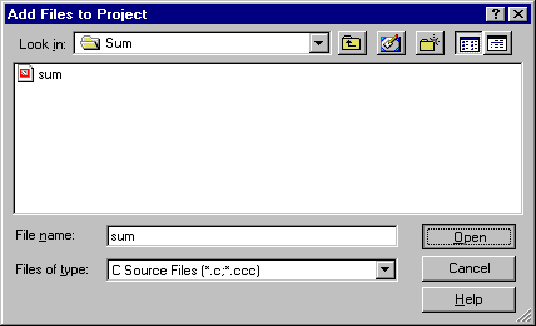 Add Files to Project
Look in: Sum
sum
File name: sum
Open
Files of type: C Source Files (*.c;*.ccc)
Cancel
Help